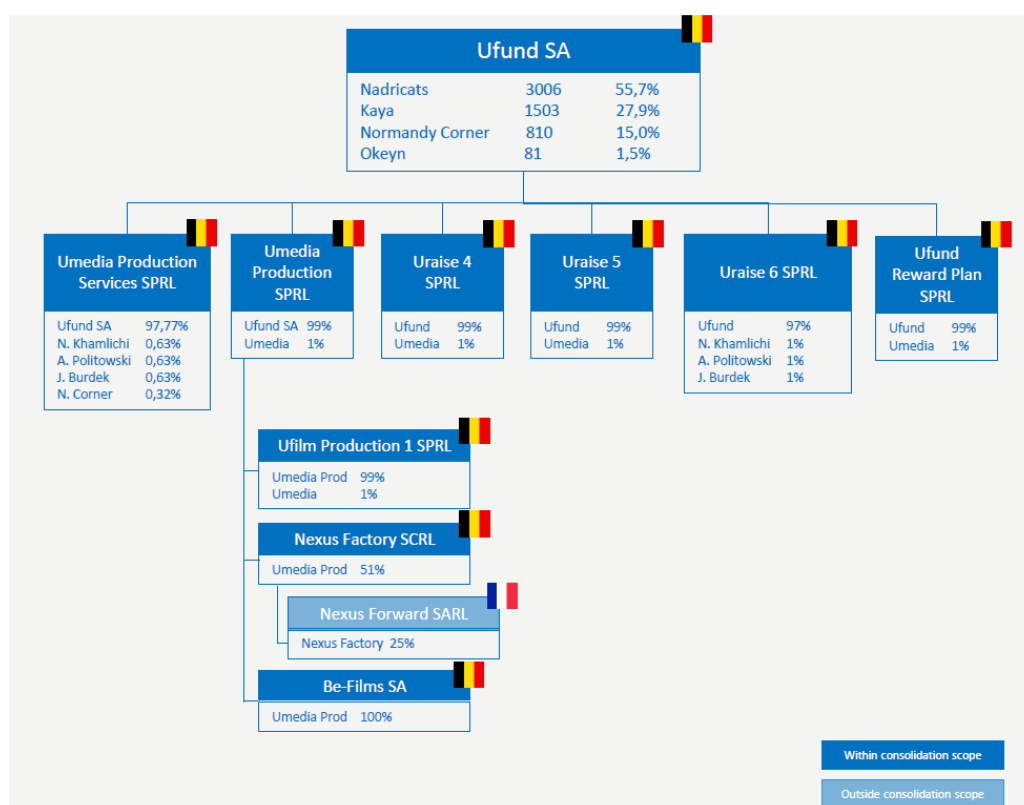 Ufund SA
Nadricats 3006 55,7%
Kaya 1503 27,9%
Normandy Corner 810 15,0%
Okeyn 81 1,5%
Umedia Production
Services SPRL
Ufund SA 97,77%
N. Khamlichi 0,63%
A. Politowski 0,63%
J. Burdek 0,63%
N. Corner 0,32%
Umedia
Production
SPRL
Ufund SA 99%
Umedia 1%
Uraise 4
SPRL
Ufund 99%
Umedia 1%
Uraise 5
SPRL
Ufund 99%
Umedia 1%
Uraise 6 SPRL
Ufund 97%
N. Khamlichi 1%
A. Politowski 1%
J. Burdek 1%
Ufund
Reward Plan
SPRL
Ufund 99%
Umedia 1%
Ufilm Production 1 SPRL
Umedia Prod 99%
Umedia 1%
Nexus Factory SCRL
Umedia Prod 51%
Nexus Forward SARL
Nexus Factory 25%
Be-Films SA
Umedia Prod 100%
Within consolidation scope
Outside consolidation scope